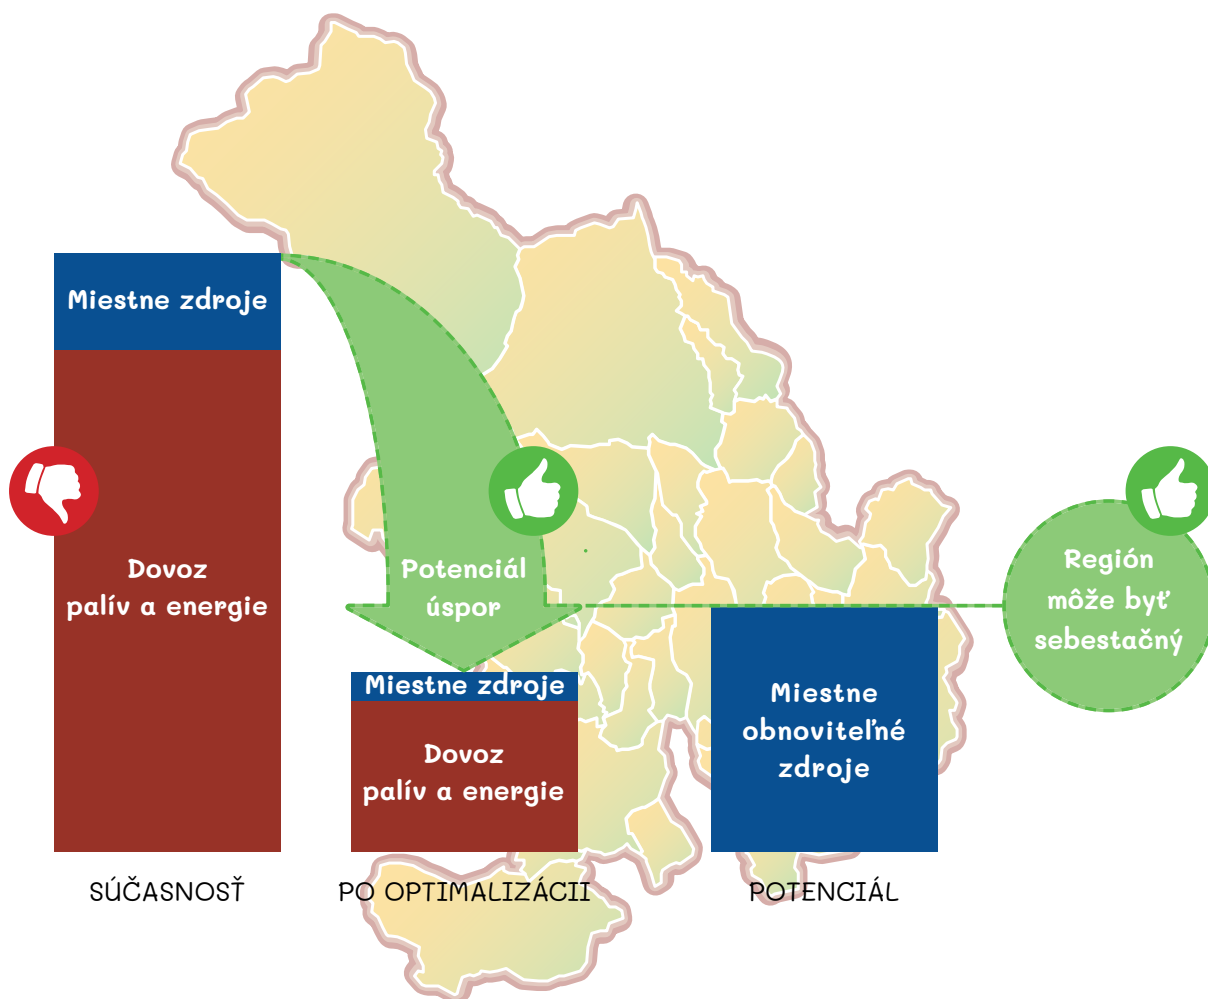 Miestne zdroje
Dovoz
palív a energie
SÚČASNOSŤ
Potenciál
úspor
Miestne zdroje
Dovoz
palív a energie
PO OPTIMALIZÁCII
Miestne
obnoviteľné
zdroje
POTENCIÁL
Región
môže byť
sebestačný